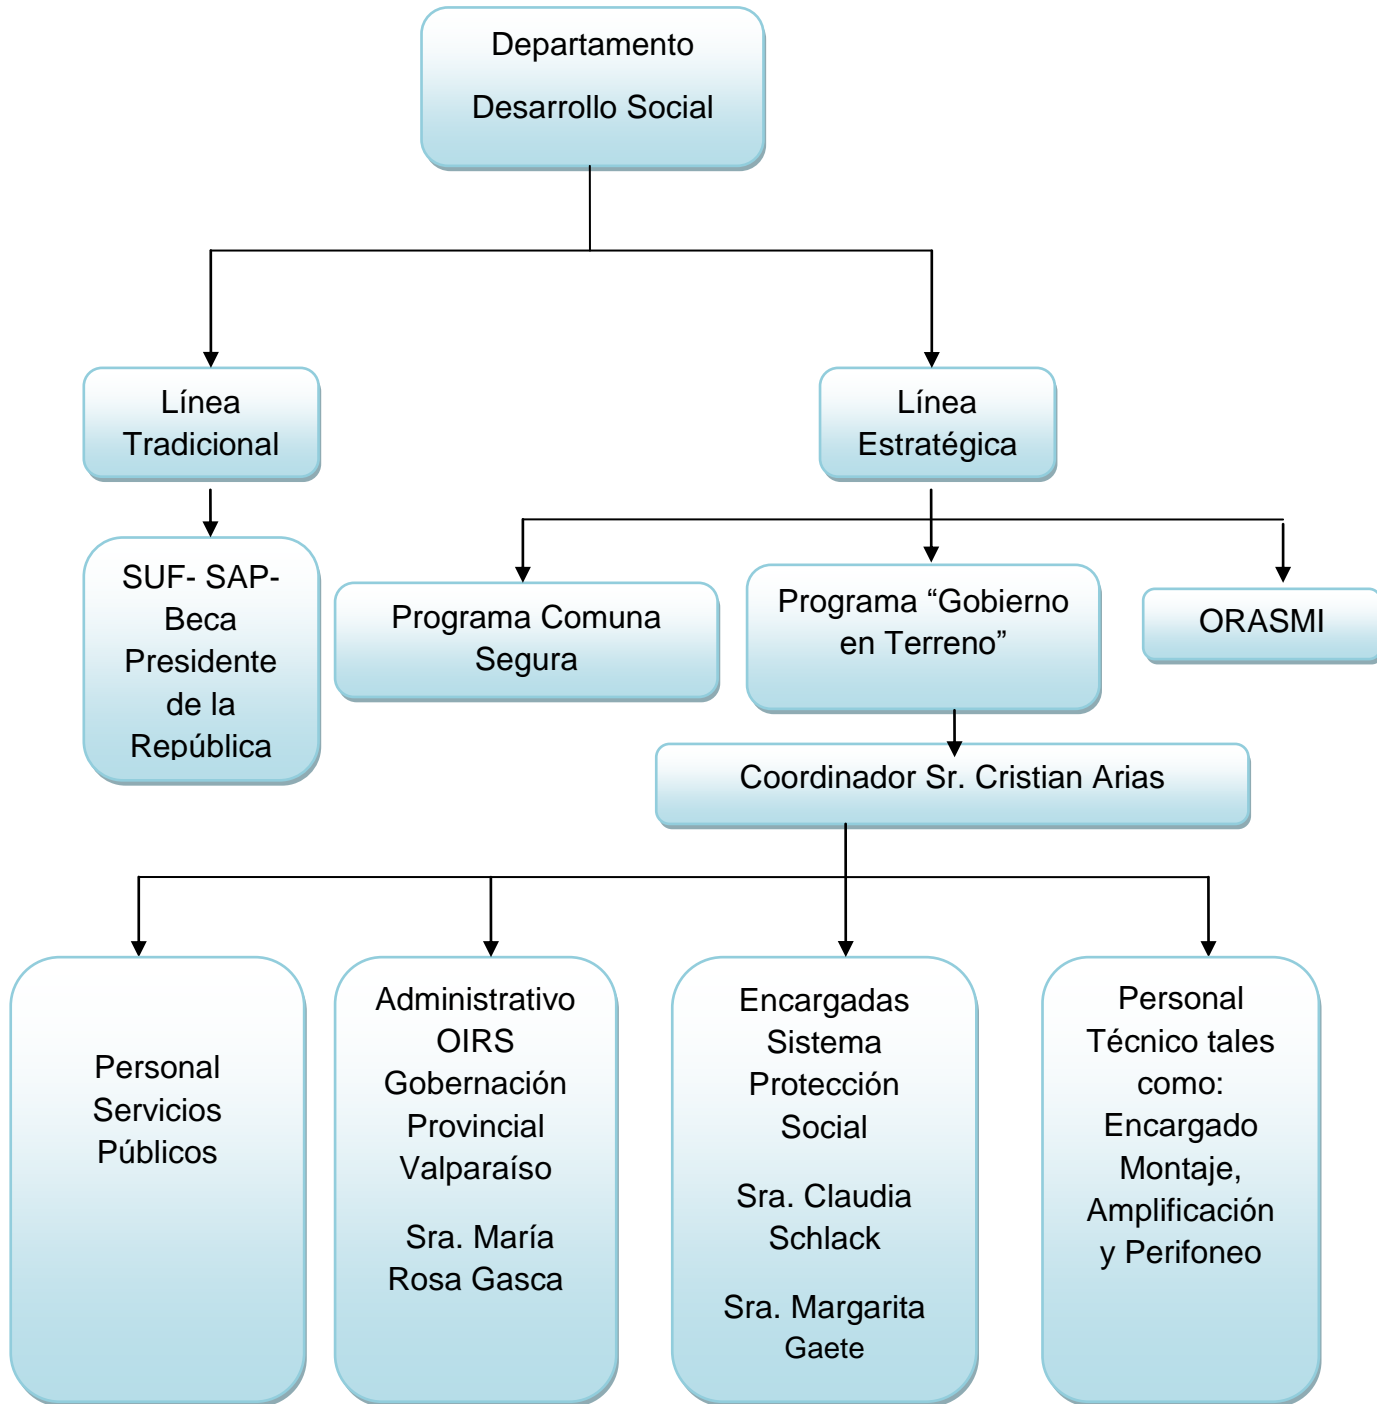 Departamento
Desarrollo Social
Línea
Tradicional
Línea
Estratégica
SUF- SAP-
Beca
Presidente
de la
República
Programa Comuna
Segura
Programa “Gobierno
en Terreno”
ORASMI
Coordinador Sr. Cristian Arias
Personal
Servicios
Públicos
Administrativo
OIRS
Gobernación
Provincial
Valparaíso
Sra. María
Rosa Gasca
Encargadas
Sistema
Protección
Social
Sra. Claudia
Schlack
Sra. Margarita
Gaete
Personal
Técnico tales
como:
Encargado
Montaje,
Amplificación
y Perifoneo